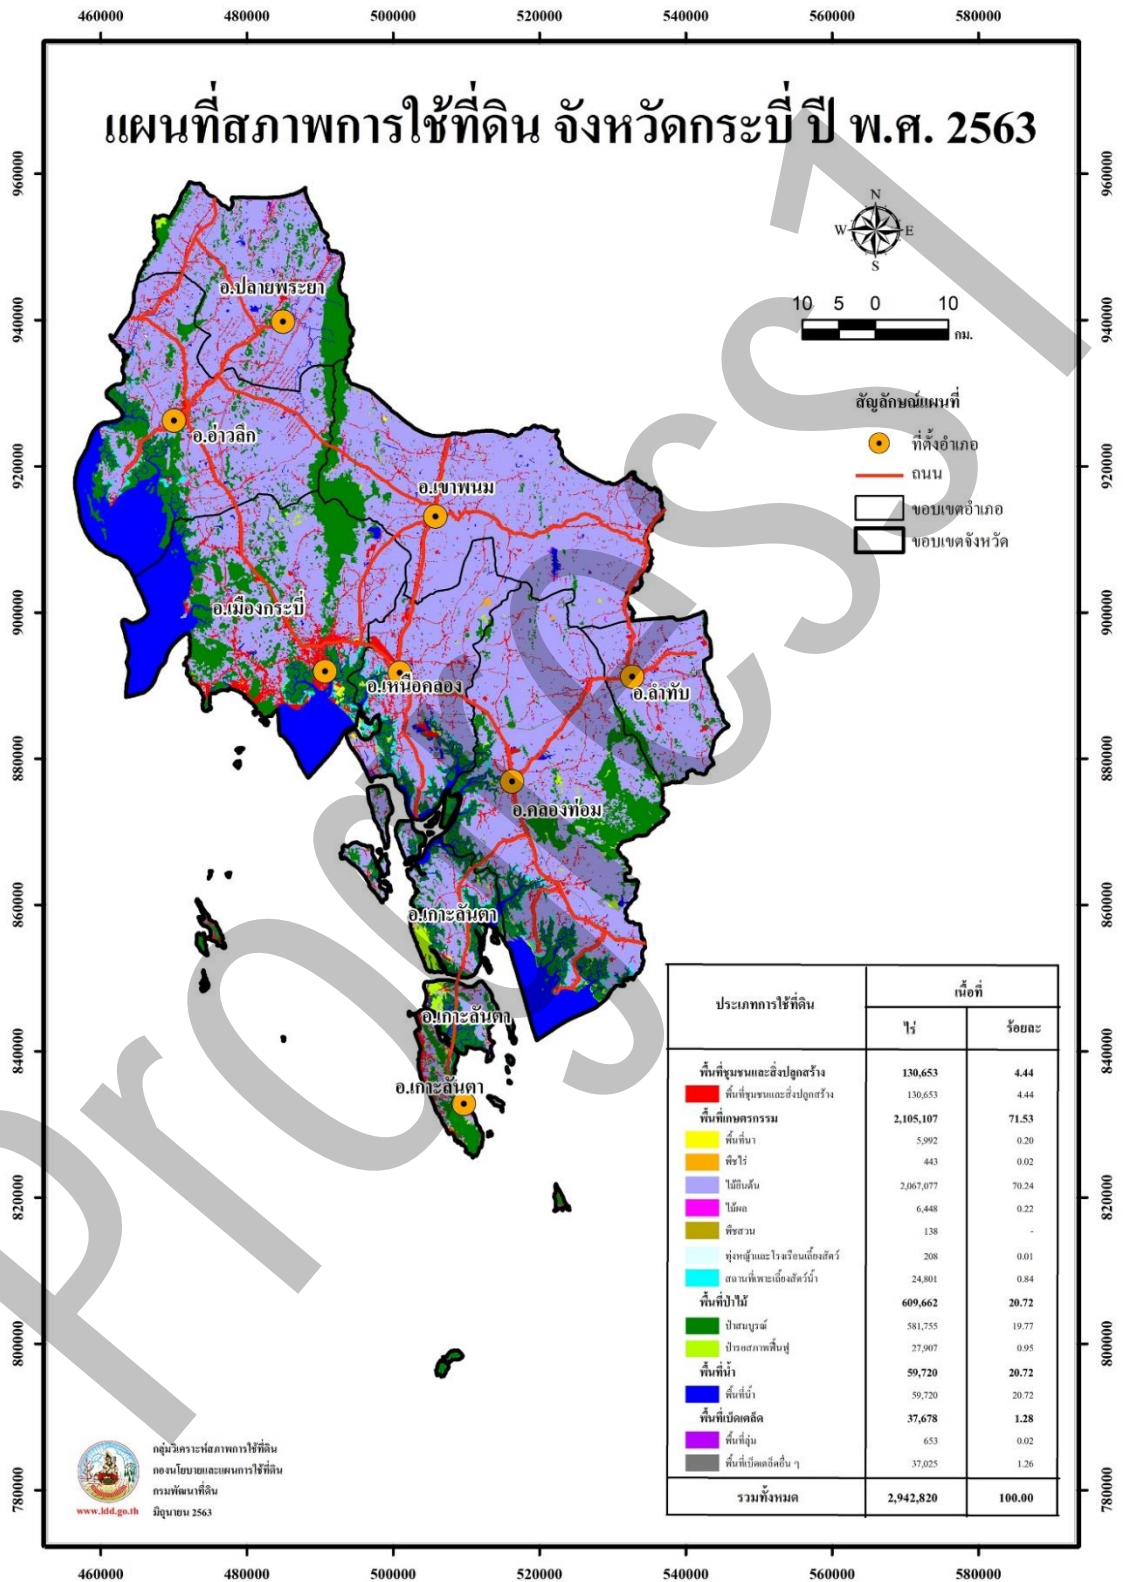 460000 480000 500000 520000 540000 560000 580000
แผนที่สภาพการใช้ที่ดิน จังหวัดกระบี่ ปี พ.ศ. 2563
960000 960000
940000 940000
920000 920000
900000 900000
880000 880000
860000 860000
840000 840000
820000 820000
800000 800000
780000 780000
N
W E
S
10 5 0 10
กม.
สัญลักษณ์แผนที่
ที่ตั้งอำเภอ
ถนน
ขอบเขตอำเภอ
ขอบเขตจังหวัด
อ.ปลายพระยา
อ.อ่าวลึก
อ.เขาพนม
อ.เมืองกระบี่
อ.เหนือคลอง
อ.ลำทับ
อ.คลองท่อม
อ.เกาะลันตา
อ.เกาะลันตา
อ.เกาะลันตา
Process1
ประเภทการใช้ที่ดิน เนื้อที่
ไร่ ร้อยละ
พื้นที่ชุมชนและสิ่งปลูกสร้าง 130,653 4.44
พื้นที่ชุมชนและสิ่งปลูกสร้าง 130,653 4.44
พื้นที่เกษตรกรรม 2,105,107 71.53
พื้นที่นา 5,992 0.20
พืชไร่ 443 0.02
ไม้ยืนต้น 2,067,077 70.24
ไม้ผล 6,448 0.22
พืชสวน 138 -
ทุ่งหญ้าและโรงเรือนเลี้ยงสัตว์ 208 0.01
สถานที่เพาะเลี้ยงสัตว์น้ำ 24,801 0.84
พื้นที่ป่าไม้ 609,662 20.72
ป่าสมบูรณ์ 581,755 19.77
ป่ารอสภาพฟื้นฟู 27,907 0.95
พื้นที่น้ำ 59,720 20.72
พื้นที่น้ำ 59,720 20.72
พื้นที่เบ็ดเตล็ด 37,678 1.28
พื้นที่ลุ่ม 653 0.02
พื้นที่เบ็ดเตล็ดอื่น ๆ 37,025 1.26
รวมทั้งหมด 2,942,820 100.00
กลุ่มวิเคราะห์สภาพการใช้ที่ดิน
กองนโยบายและแผนการใช้ที่ดิน
กรมพัฒนาที่ดิน
มิถุนายน 2563
www.ldd.go.th
460000 480000 500000 520000 540000 560000 580000